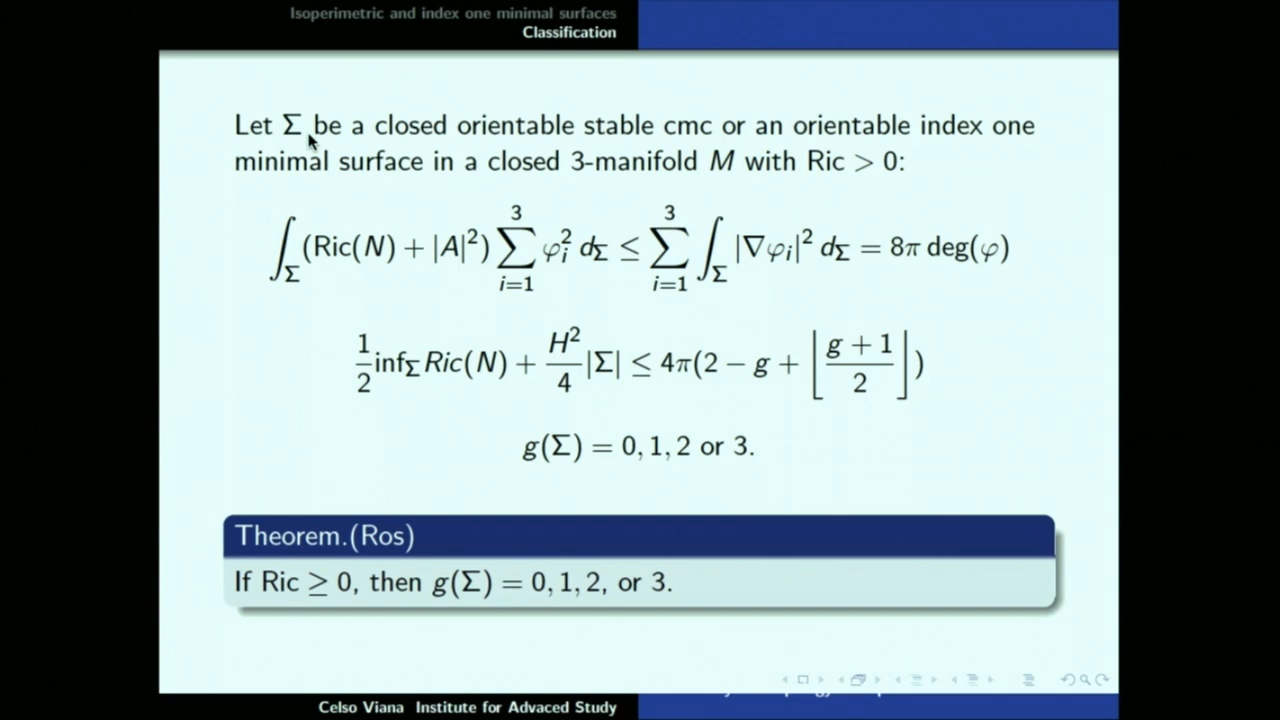 Isoperimetric and index one minimal surfaces
Classification
Let Σ be a closed orientable stable cmc or an orientable index one
minimal surface in a closed 3-manifold M with Ric > 0:
∫_Σ (Ric(N) + |A|²) ∑_{i=1}^{3} φ_i² d_Σ ≤ ∑_{i=1}^{3} ∫_Σ |∇φ_i|² d_Σ = 8π deg(φ)
1/2 inf_Σ Ric(N) + H²/4 |Σ| ≤ 4π(2 − g + ⌊(g + 1)/2⌋)
g(Σ) = 0, 1, 2 or 3.
Theorem.(Ros)
If Ric ≥ 0, then g(Σ) = 0, 1, 2, or 3.
Celso Viana Institute for Advaced Study